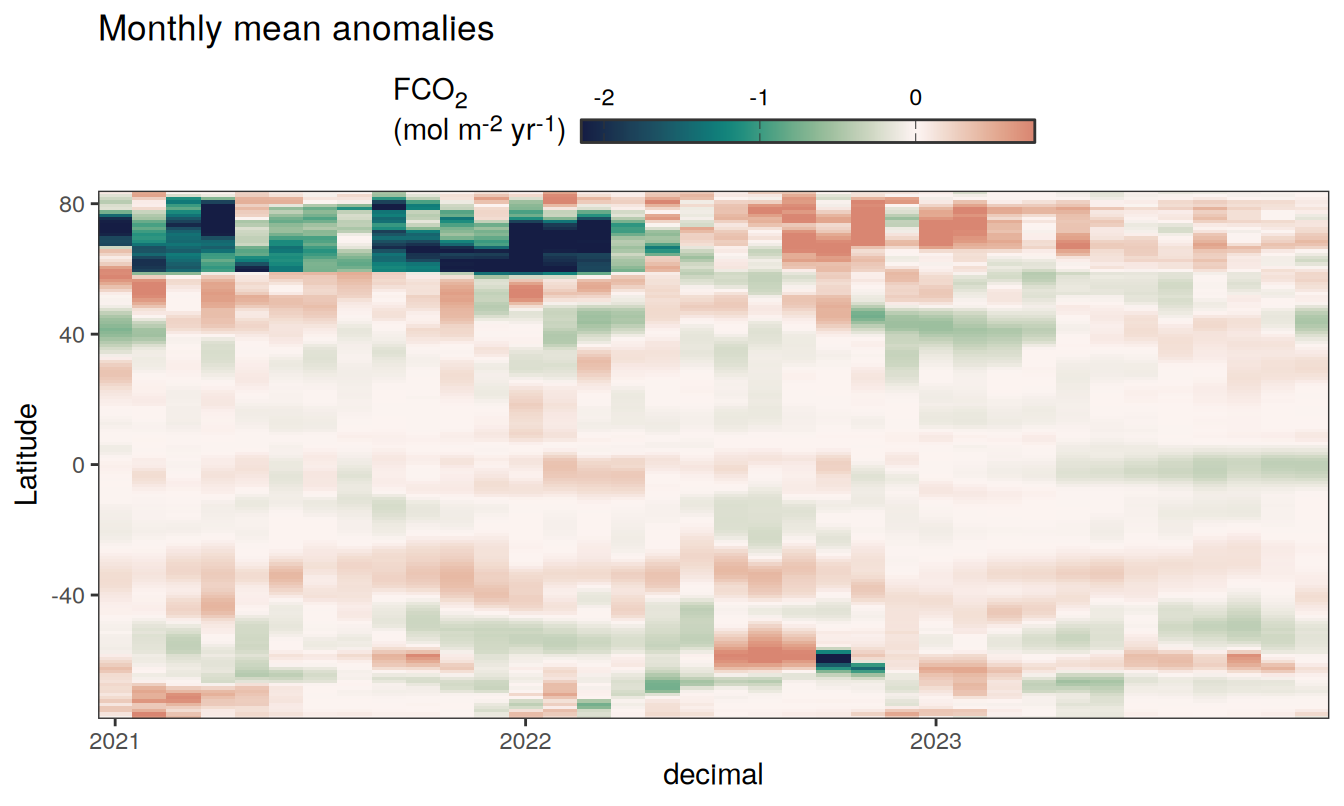 Monthly mean anomalies
FCO₂
(mol m⁻² yr⁻¹)
-2 -1 0
80
40
0
-40
Latitude
2021 2022 2023
decimal